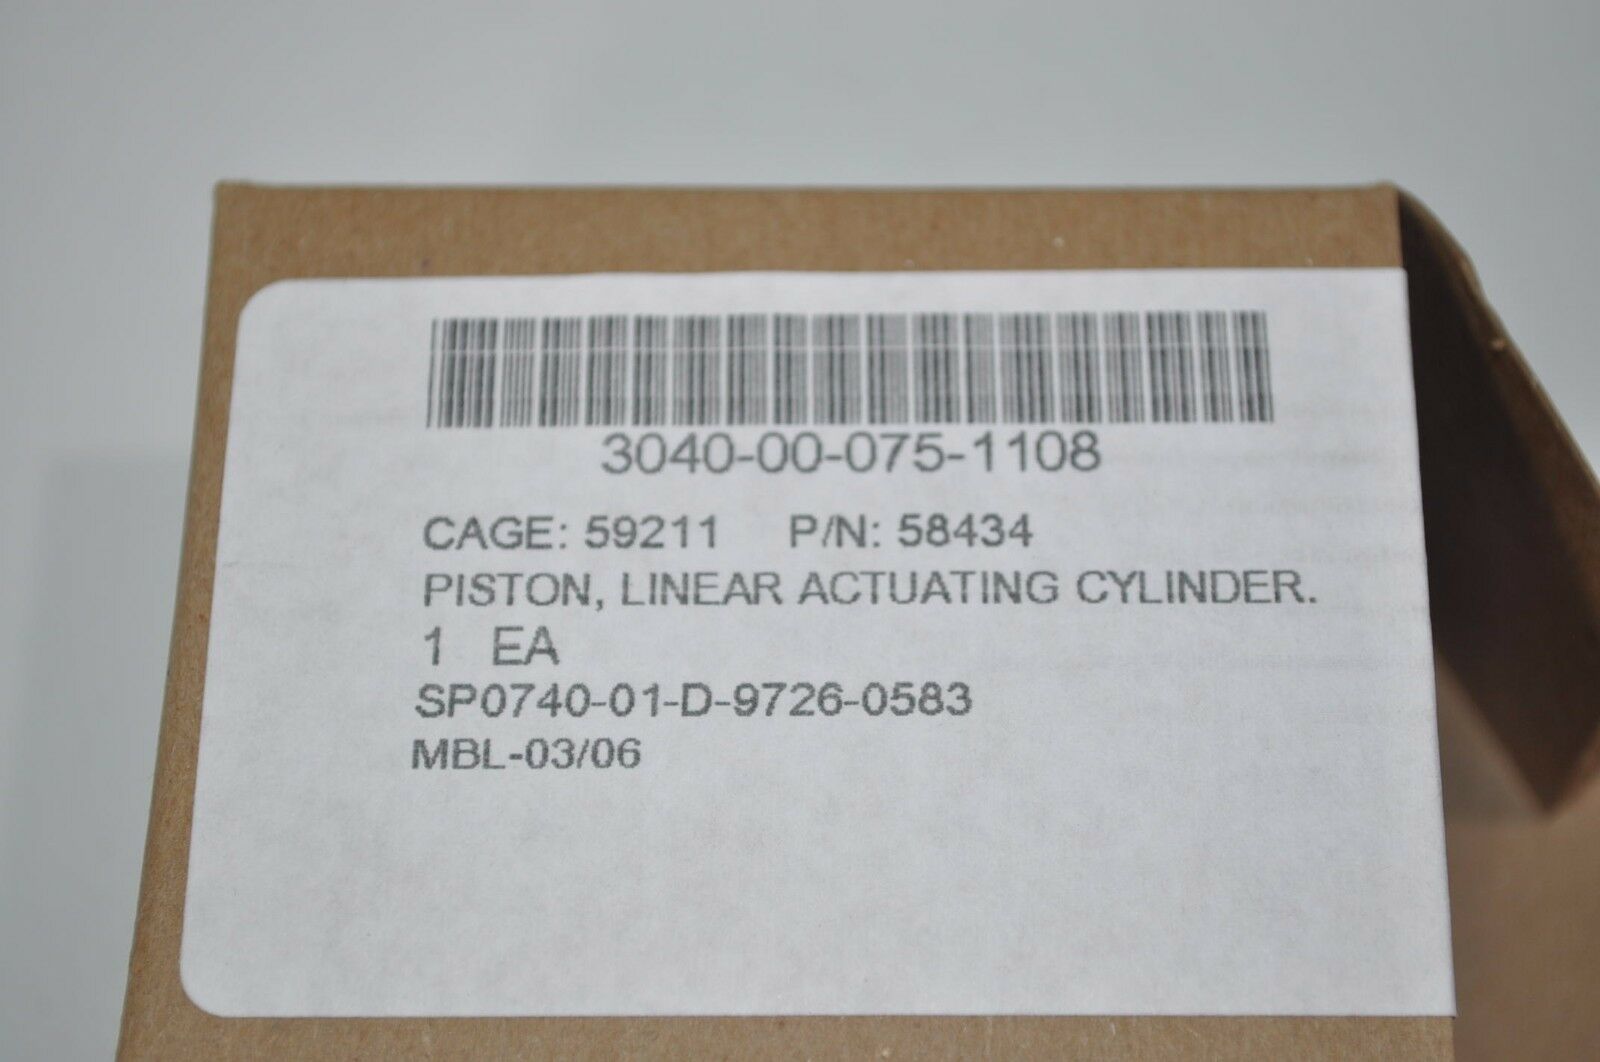 3040-00-075-1108
CAGE: 59211 P/N: 58434
PISTON, LINEAR ACTUATING CYLINDER.
1 EA
SP0740-01-D-9726-0583
MBL-03/06